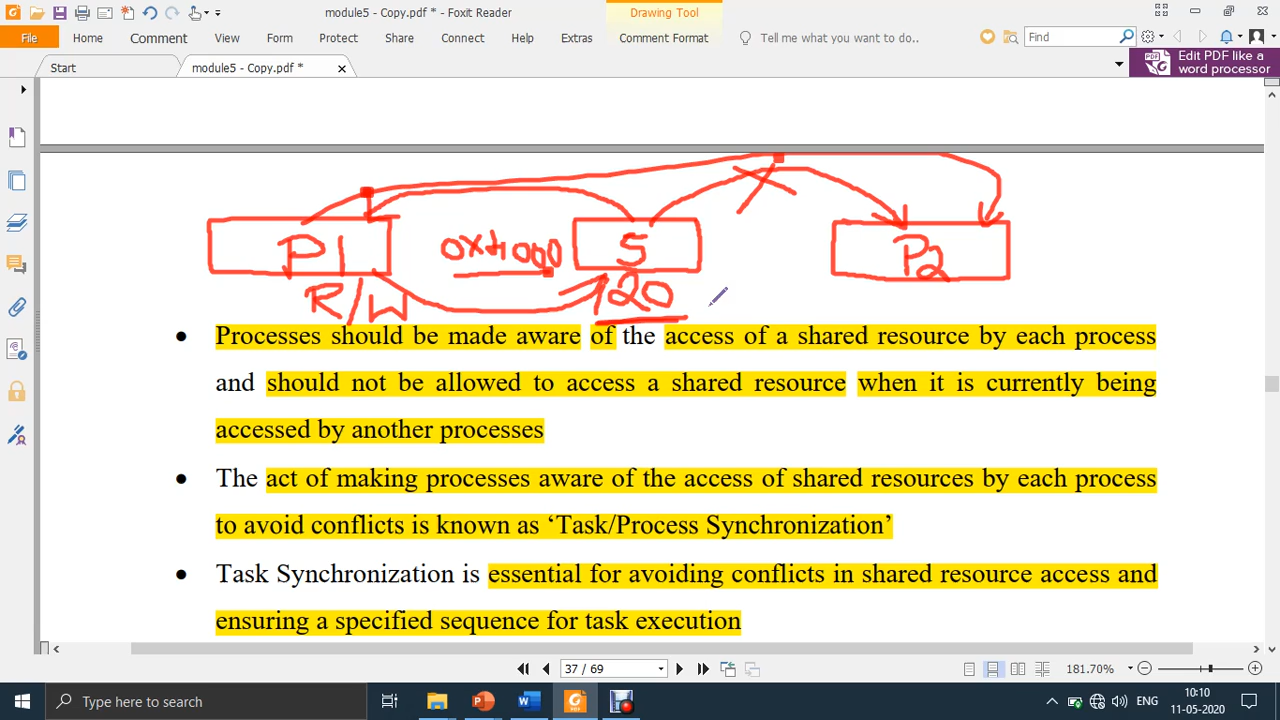 module5 - Copy.pdf * - Foxit Reader
Drawing Tool
File Home Comment View Form Protect Share Connect Help Extras Comment Format Tell me what you want to do.. Find
Start module5 - Copy.pdf *
Edit PDF like a
word processor
P1 0x4000 S P2
R/W 20
• Processes should be made aware of the access of a shared resource by each process
and should not be allowed to access a shared resource when it is currently being
accessed by another processes
• The act of making processes aware of the access of shared resources by each process
to avoid conflicts is known as ‘Task/Process Synchronization’
• Task Synchronization is essential for avoiding conflicts in shared resource access and
ensuring a specified sequence for task execution
37 / 69 181.70%
Type here to search ENG 10:10
11-05-2020